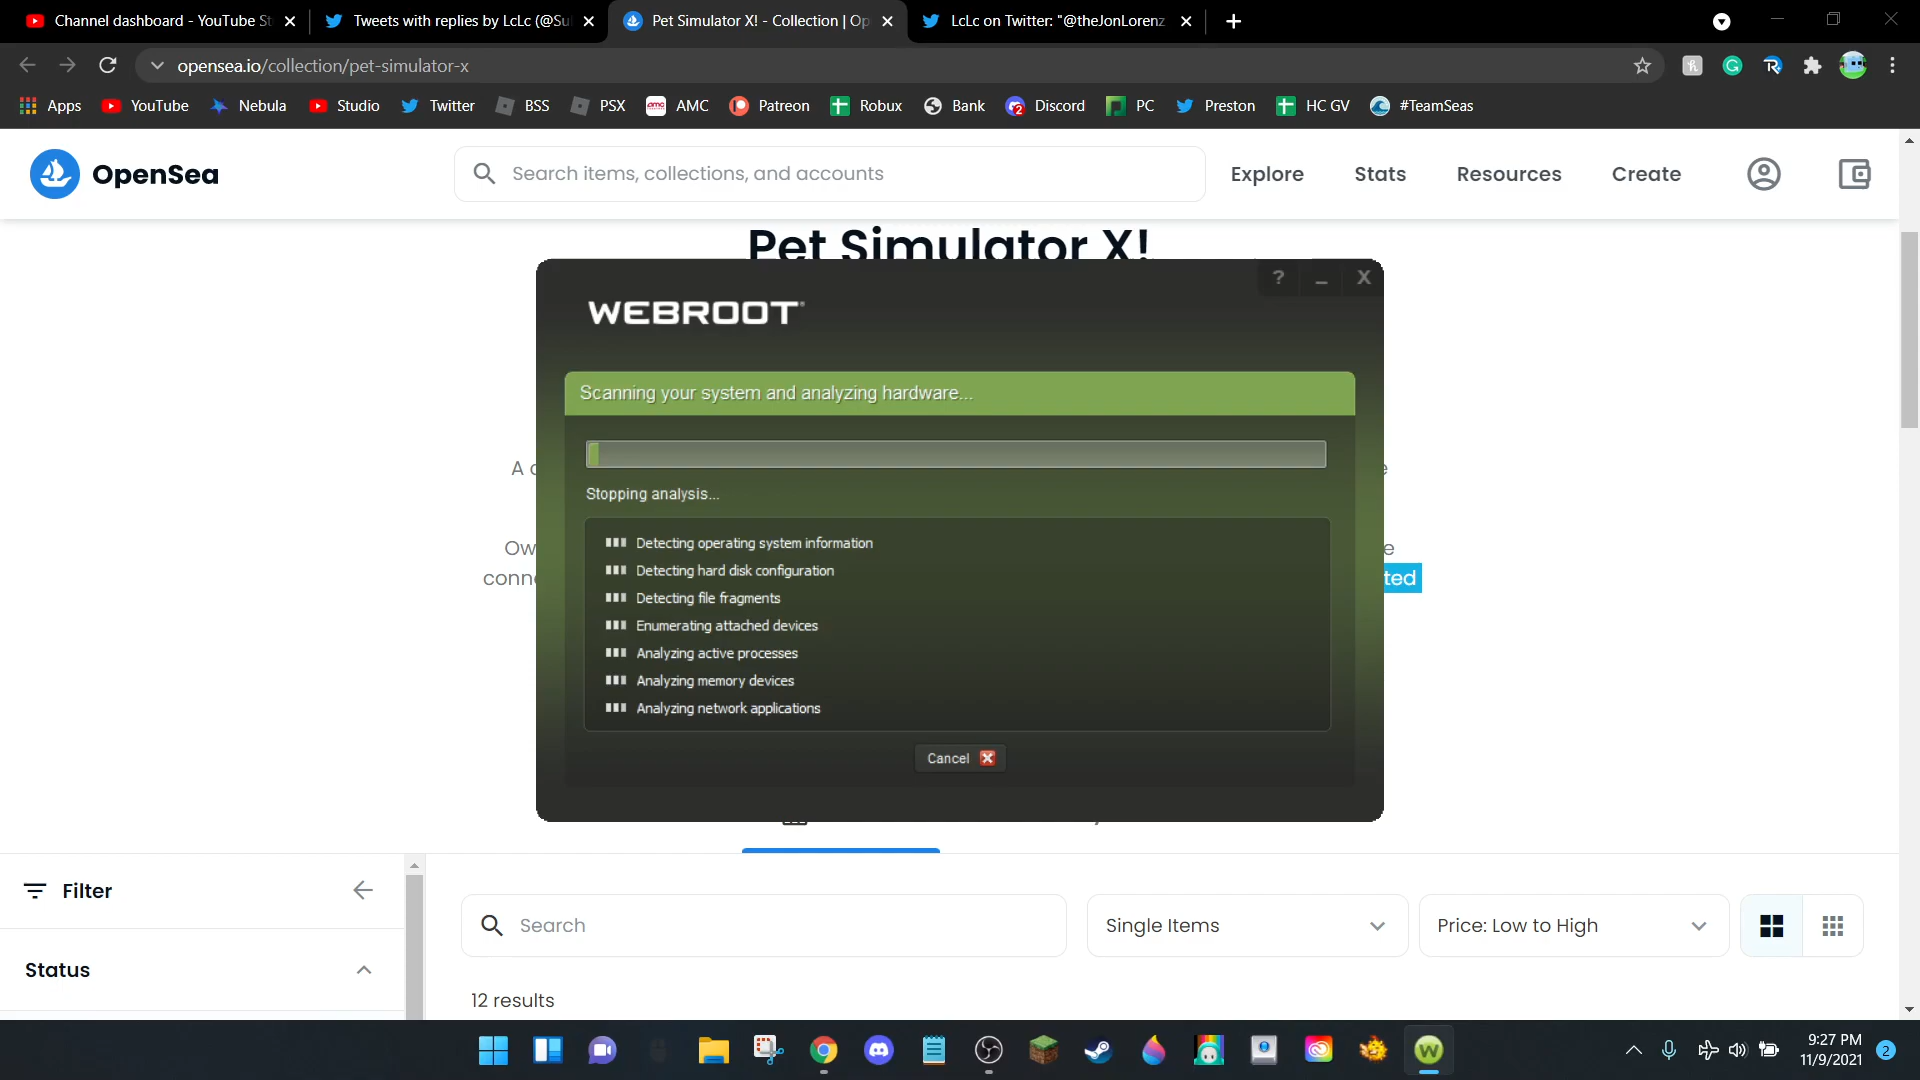 Channel dashboard - YouTube St
Tweets with replies by LcLc (@Su
Pet Simulator X! - Collection | Op
LcLc on Twitter: "@theJonLorenz
opensea.io/collection/pet-simulator-x
Apps YouTube Nebula Studio Twitter BSS PSX AMC Patreon Robux Bank Discord PC Preston HC GV #TeamSeas
OpenSea
Search items, collections, and accounts
Explore Stats Resources Create
Pet Simulator X!
? _ X
WEBROOT
Scanning your system and analyzing hardware...
A
Stopping analysis...
Detecting operating system information
Ow
conne
ted
Detecting hard disk configuration
Detecting file fragments
Enumerating attached devices
Analyzing active processes
Analyzing memory devices
Analyzing network applications
Cancel
Filter
Search
Single Items
Price: Low to High
Status
12 results
9:27 PM
11/9/2021
2